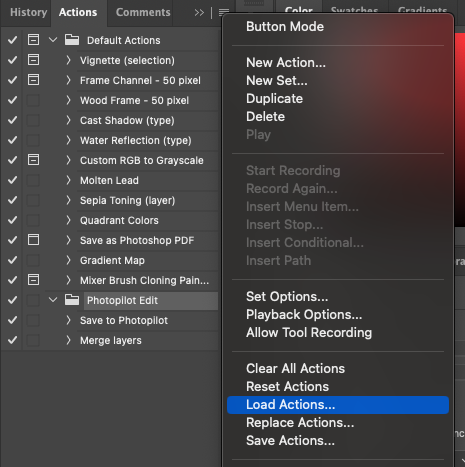 History Actions Comments
Default Actions
Vignette (selection)
Frame Channel - 50 pixel
Wood Frame - 50 pixel
Cast Shadow (type)
Water Reflection (type)
Custom RGB to Grayscale
Molten Lead
Sepia Toning (layer)
Quadrant Colors
Save as Photoshop PDF
Gradient Map
Mixer Brush Cloning Pain...
Photopilot Edit
Save to Photopilot
Merge layers
Color Swatches Gradients
Button Mode
New Action...
New Set...
Duplicate
Delete
Play
Start Recording
Record Again...
Insert Menu Item...
Insert Stop...
Insert Conditional...
Insert Path
Set Options...
Playback Options...
Allow Tool Recording
Clear All Actions
Reset Actions
Load Actions...
Replace Actions...
Save Actions...